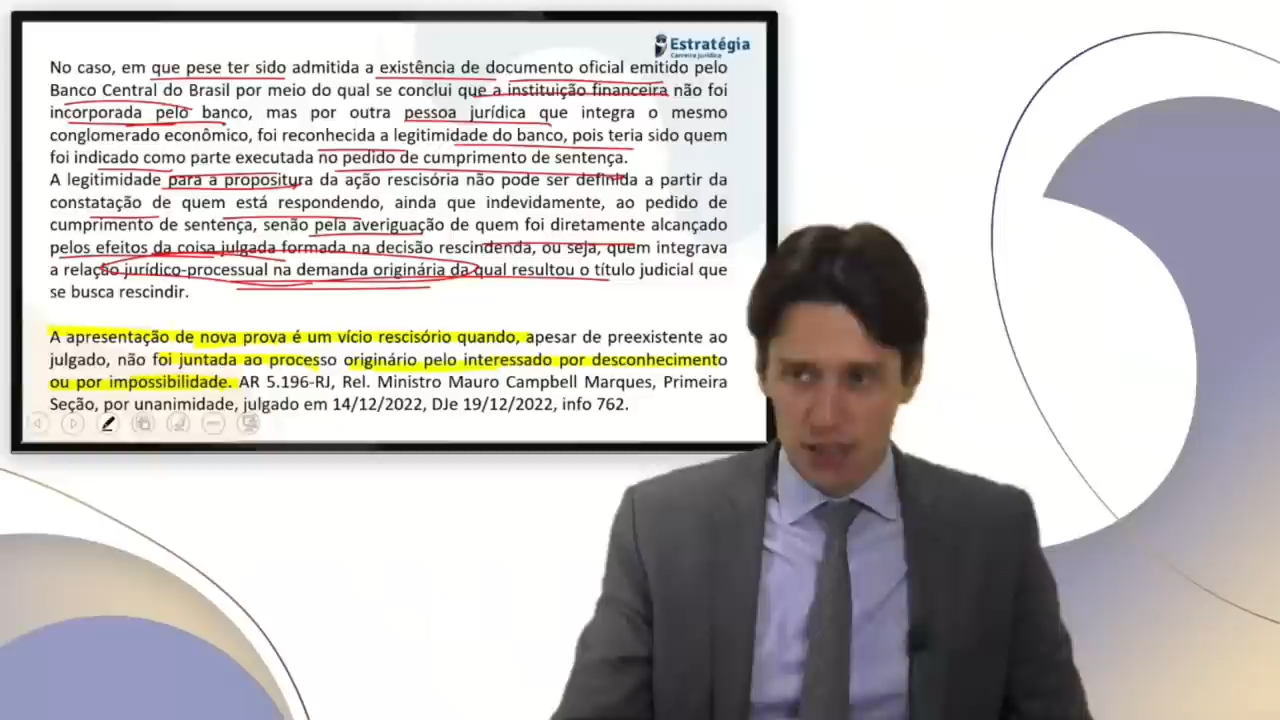 Estratégia
Carreira Jurídica
No caso, em que pese ter sido admitida a existência de documento oficial emitido pelo
Banco Central do Brasil por meio do qual se conclui que a instituição financeira não foi
incorporada pelo banco, mas por outra pessoa jurídica que integra o mesmo
conglomerado econômico, foi reconhecida a legitimidade do banco, pois teria sido quem
foi indicado como parte executada no pedido de cumprimento de sentença.
A legitimidade para a propositura da ação rescisória não pode ser definida a partir da
constatação de quem está respondendo, ainda que indevidamente, ao pedido de
cumprimento de sentença, senão pela averiguação de quem foi diretamente alcançado
pelos efeitos da coisa julgada formada na decisão rescindenda, ou seja, quem integrava
a relação jurídico-processual na demanda originária da qual resultou o título judicial que
se busca rescindir.
A apresentação de nova prova é um vício rescisório quando, apesar de preexistente ao
julgado, não foi juntada ao processo originário pelo interessado por desconhecimento
ou por impossibilidade. AR 5.196-RJ, Rel. Ministro Mauro Campbell Marques, Primeira
Seção, por unanimidade, julgado em 14/12/2022, DJe 19/12/2022, info 762.